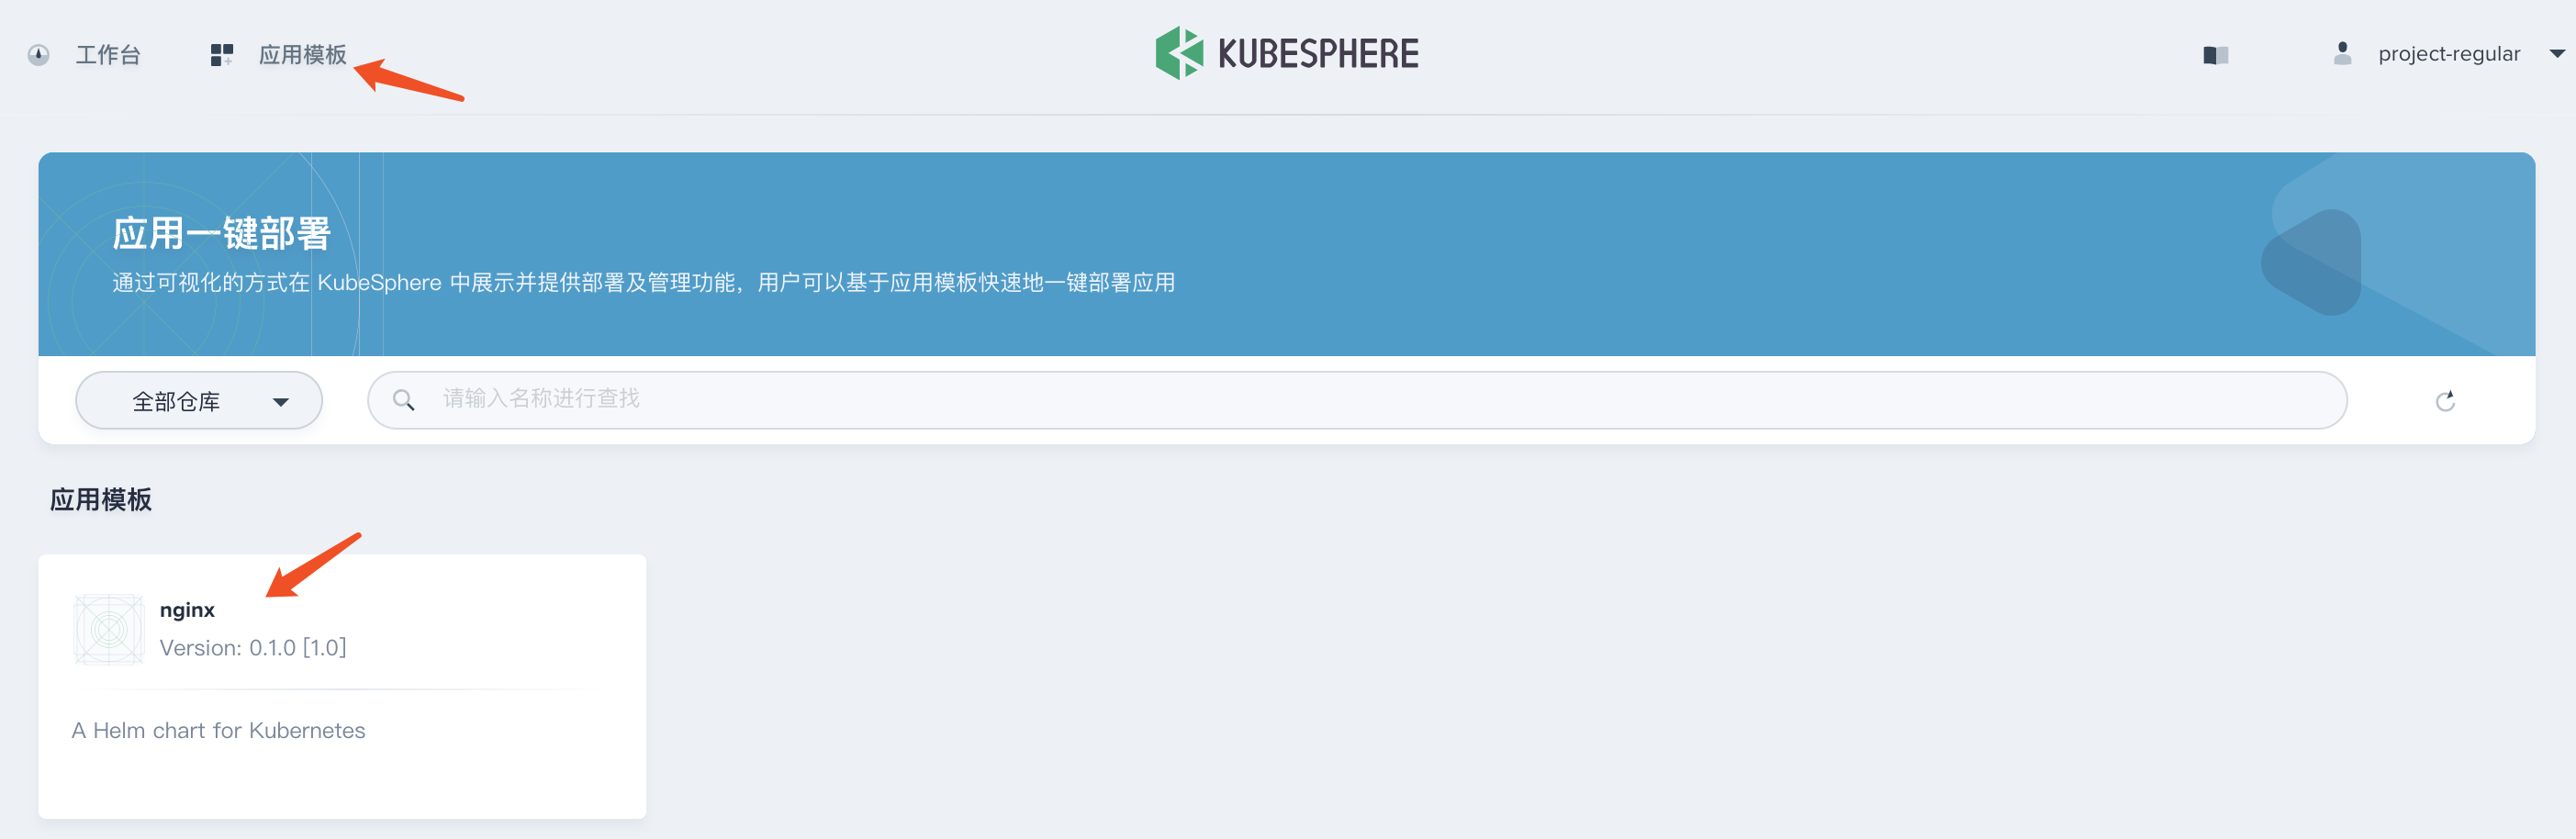 工作台
应用模板
KUBESPHERE
project-regular
应用一键部署
通过可视化的方式在 KubeSphere 中展示并提供部署及管理功能，用户可以基于应用模板快速地一键部署应用
全部仓库
请输入名称进行查找
应用模板
nginx
Version: 0.1.0 [1.0]
A Helm chart for Kubernetes